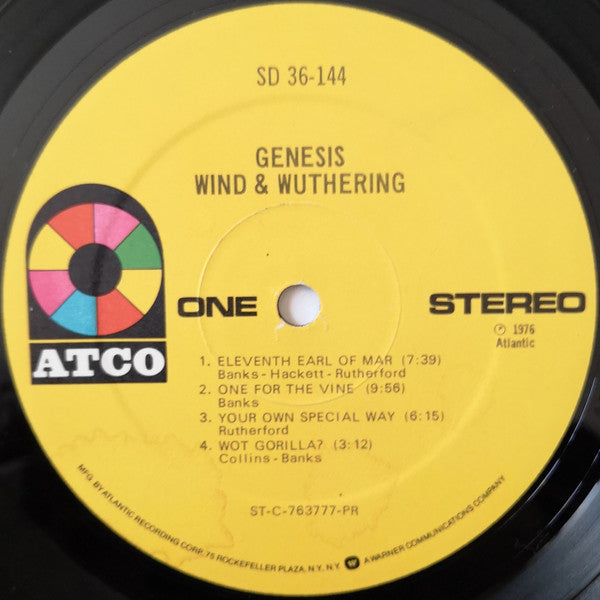 SD 36-144
GENESIS
WIND & WUTHERING
ATCO
ONE
STEREO
℗ 1976
Atlantic
1. ELEVENTH EARL OF MAR (7:39)
Banks-Hackett-Rutherford
2. ONE FOR THE VINE (9:56)
Banks
3. YOUR OWN SPECIAL WAY (6:15)
Rutherford
4. WOT GORILLA? (3:12)
Collins-Banks
ST-C-763777-PR
MFG. BY ATLANTIC RECORDING CORP. 75 ROCKEFELLER PLAZA, N.Y. N.Y. W A WARNER COMMUNICATIONS COMPANY